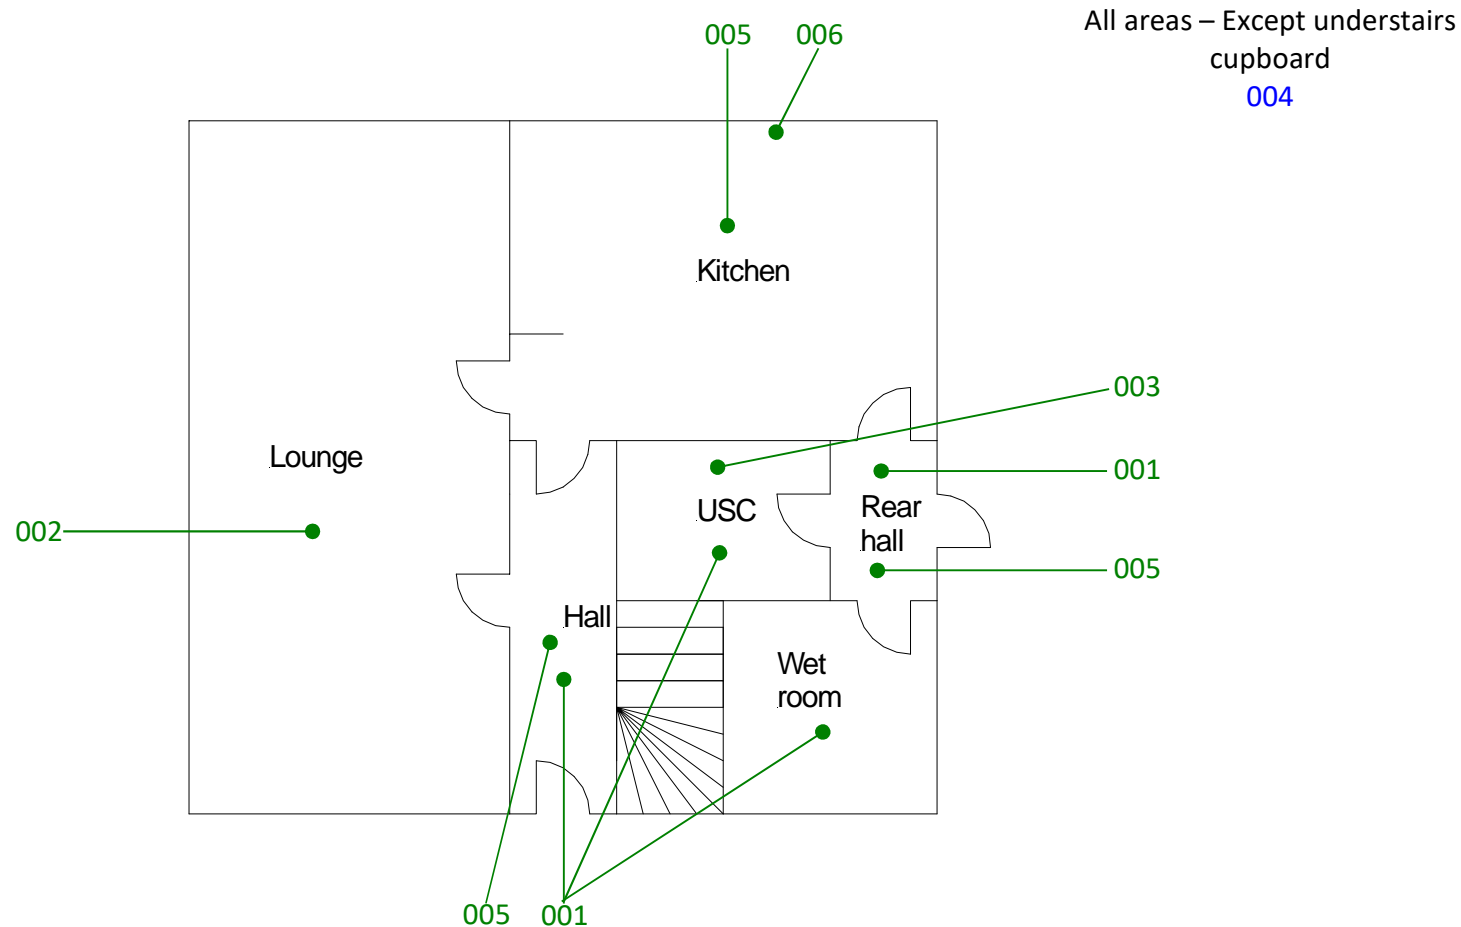 All areas – Except understairs
cupboard
004
005 006
Kitchen
003
Lounge
001
USC
Rear
hall
002
005
Hall
Wet
room
005 001